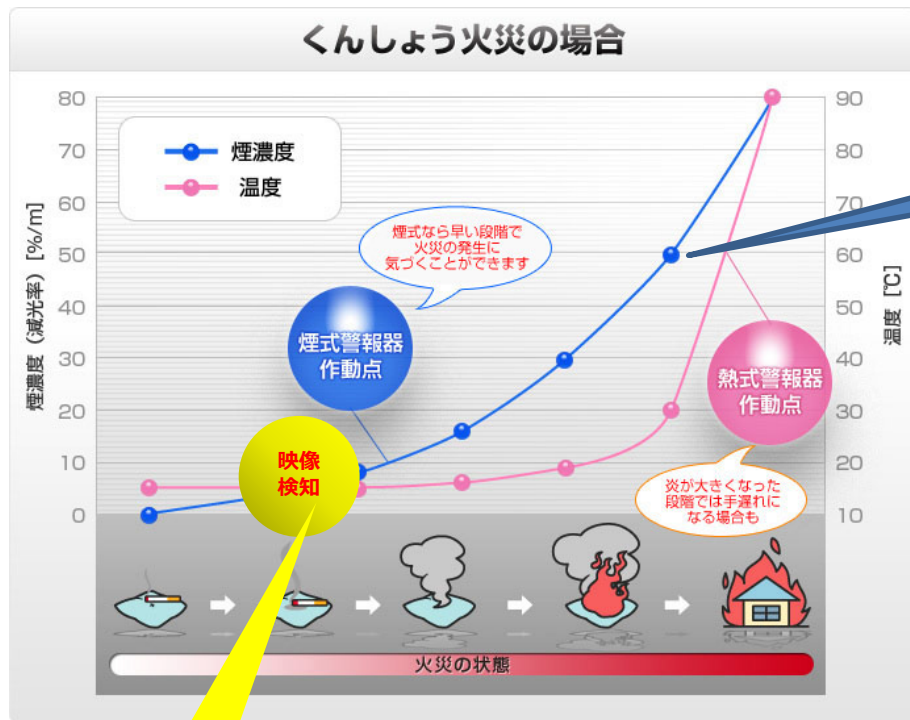 くんしょう火災の場合
煙濃度（減光率）[%/m]
80
70
60
50
40
30
20
10
0
煙濃度
温度
煙式なら早い段階で
火災の発生に
気づくことができます
煙式警報器
作動点
映像
検知
熱式警報器
作動点
炎が大きくなった
段階では手遅れに
なる場合も
90
80
70
60
50
40
30
20
10
温度 [℃]
火災の状態